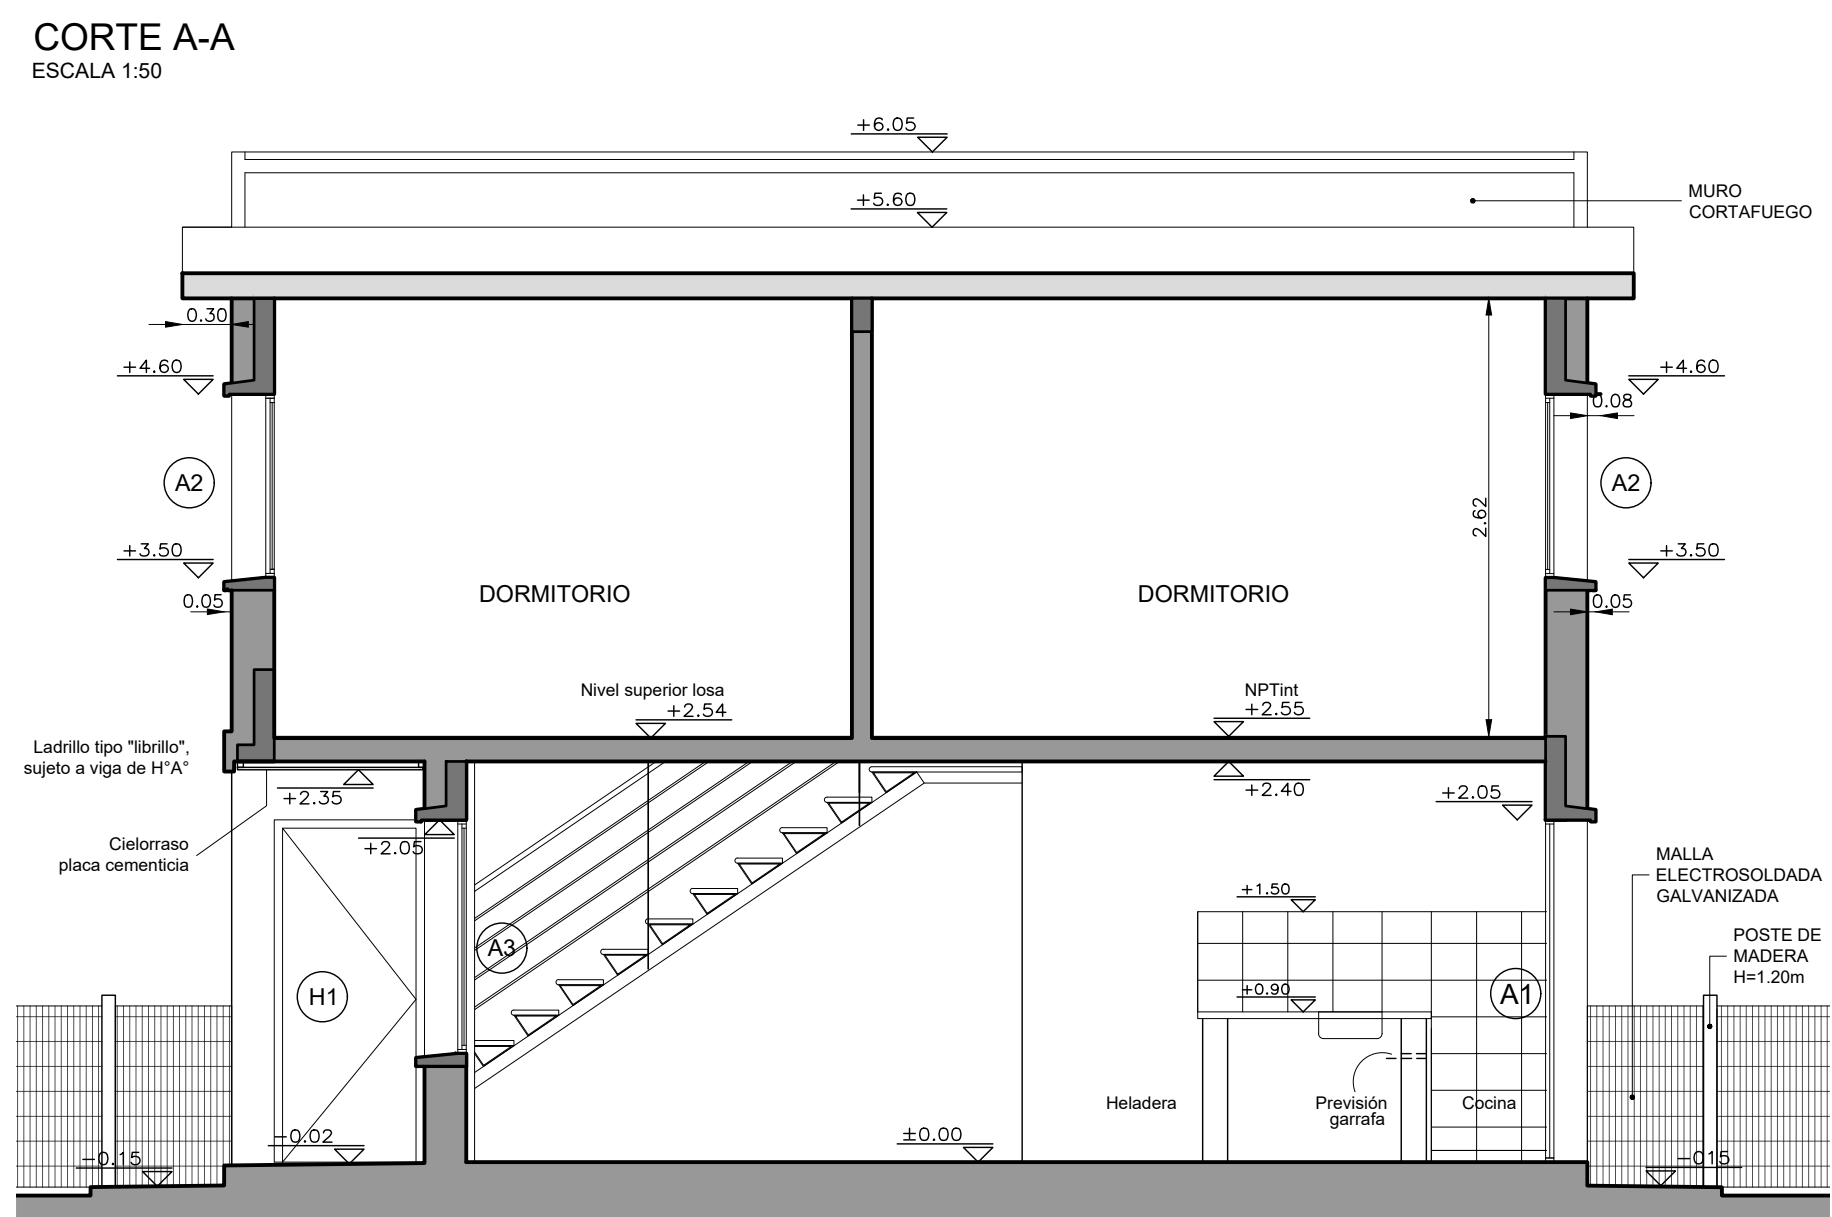 CORTE A-A
ESCALA 1:50
+6.05
+5.60
MURO
CORTAFUEGO
0.30
+4.60
+4.60
0.08
A2
A2
2.62
+3.50
+3.50
0.05
0.05
DORMITORIO
DORMITORIO
Nivel superior losa
+2.54
NPTint
+2.55
Ladrillo tipo "librillo",
sujeto a viga de H°A°
+2.35
+2.40
+2.05
+2.05
Cielorraso
placa cementicia
MALLA
ELECTROSOLDADA
GALVANIZADA
+1.50
POSTE DE
MADERA
H=1.20m
A3
H1
+0.90
A1
Heladera
Previsión
garrafa
Cocina
-0.02
±0.00
-0.15
-015